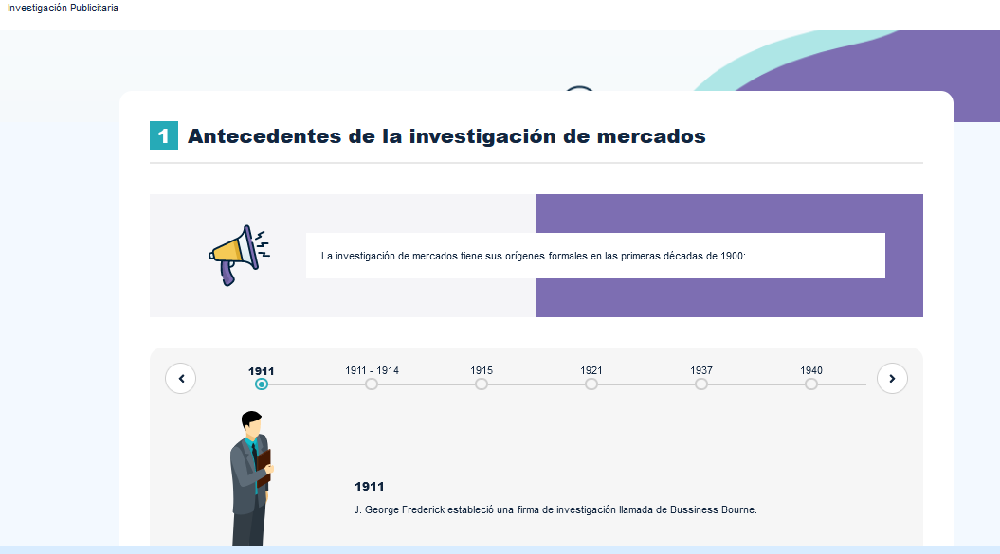 Investigación Publicitaria
1 Antecedentes de la investigación de mercados
La investigación de mercados tiene sus orígenes formales en las primeras décadas de 1900:
1911 1911 - 1914 1915 1921 1937 1940
1911
J. George Frederick estableció una firma de investigación llamada de Bussiness Bourne.